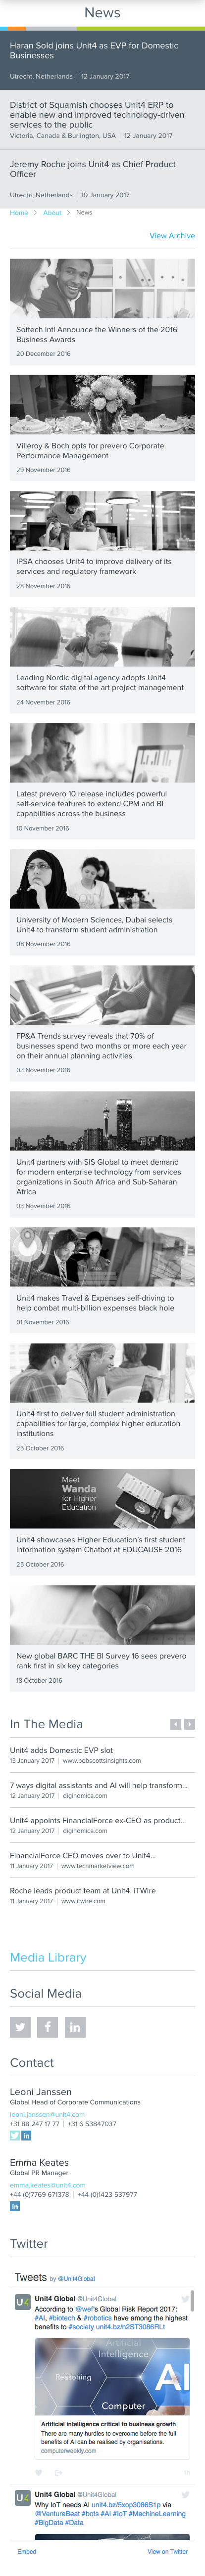 News
Haran Sold joins Unit4 as EVP for Domestic
Businesses
Utrecht, Netherlands | 12 January 2017
District of Squamish chooses Unit4 ERP to
enable new and improved technology-driven
services to the public
Victoria, Canada & Burlington, USA | 12 January 2017
Jeremy Roche joins Unit4 as Chief Product
Officer
Utrecht, Netherlands | 10 January 2017
Home > About > News
View Archive
Softech Intl Announce the Winners of the 2016
Business Awards
20 December 2016
Villeroy & Boch opts for prevero Corporate
Performance Management
29 November 2016
IPSA chooses Unit4 to improve delivery of its
services and regulatory framework
28 November 2016
Leading Nordic digital agency adopts Unit4
software for state of the art project management
24 November 2016
Latest prevero 10 release includes powerful
self-service features to extend CPM and BI
capabilities across the business
10 November 2016
University of Modern Sciences, Dubai selects
Unit4 to transform student administration
08 November 2016
FP&A Trends survey reveals that 70% of
businesses spend two months or more each year
on their annual planning activities
03 November 2016
Unit4 partners with SIS Global to meet demand
for modern enterprise technology from services
organizations in South Africa and Sub-Saharan
Africa
03 November 2016
Unit4 makes Travel & Expenses self-driving to
help combat multi-billion expenses black hole
01 November 2016
Unit4 first to deliver full student administration
capabilities for large, complex higher education
institutions
25 October 2016
Meet
Wanda
for Higher
Education
Unit4 showcases Higher Education's first student
information system Chatbot at EDUCAUSE 2016
25 October 2016
New global BARC THE BI Survey 16 sees prevero
rank first in six key categories
18 October 2016
In The Media
Unit4 adds Domestic EVP slot
13 January 2017 | www.bobscottsinsights.com
7 ways digital assistants and AI will help transform...
12 January 2017 | diginomica.com
Unit4 appoints FinancialForce ex-CEO as product...
12 January 2017 | diginomica.com
FinancialForce CEO moves over to Unit4...
11 January 2017 | www.techmarketview.com
Roche leads product team at Unit4, iTWire
11 January 2017 | www.itwire.com
Media Library
Social Media
Contact
Leoni Janssen
Global Head of Corporate Communications
leoni.janssen@unit4.com
+31 88 247 17 77 | +31 6 53847037
Emma Keates
Global PR Manager
emma.keates@unit4.com
+44 (0)7769 671378 | +44 (0)1423 537977
Twitter
Tweets by @Unit4Global
Unit4 Global @Unit4Global
According to @wef's Global Risk Report 2017:
#AI, #biotech & #robotics have among the highest
benefits to #society unit4.bz/n2ST3086RLt
Artificial
Intelligence
Reasoning
AI
Computer
Artificial intelligence critical to business growth
There are many hurdles to overcome before the full
benefits of AI can be realised by organisations.
computerweekly.com
Unit4 Global @Unit4Global
Why IoT needs AI unit4.bz/5xop3086S1p via
@VentureBeat #bots #AI #IoT #MachineLearning
#BigData #Data
Embed View on Twitter